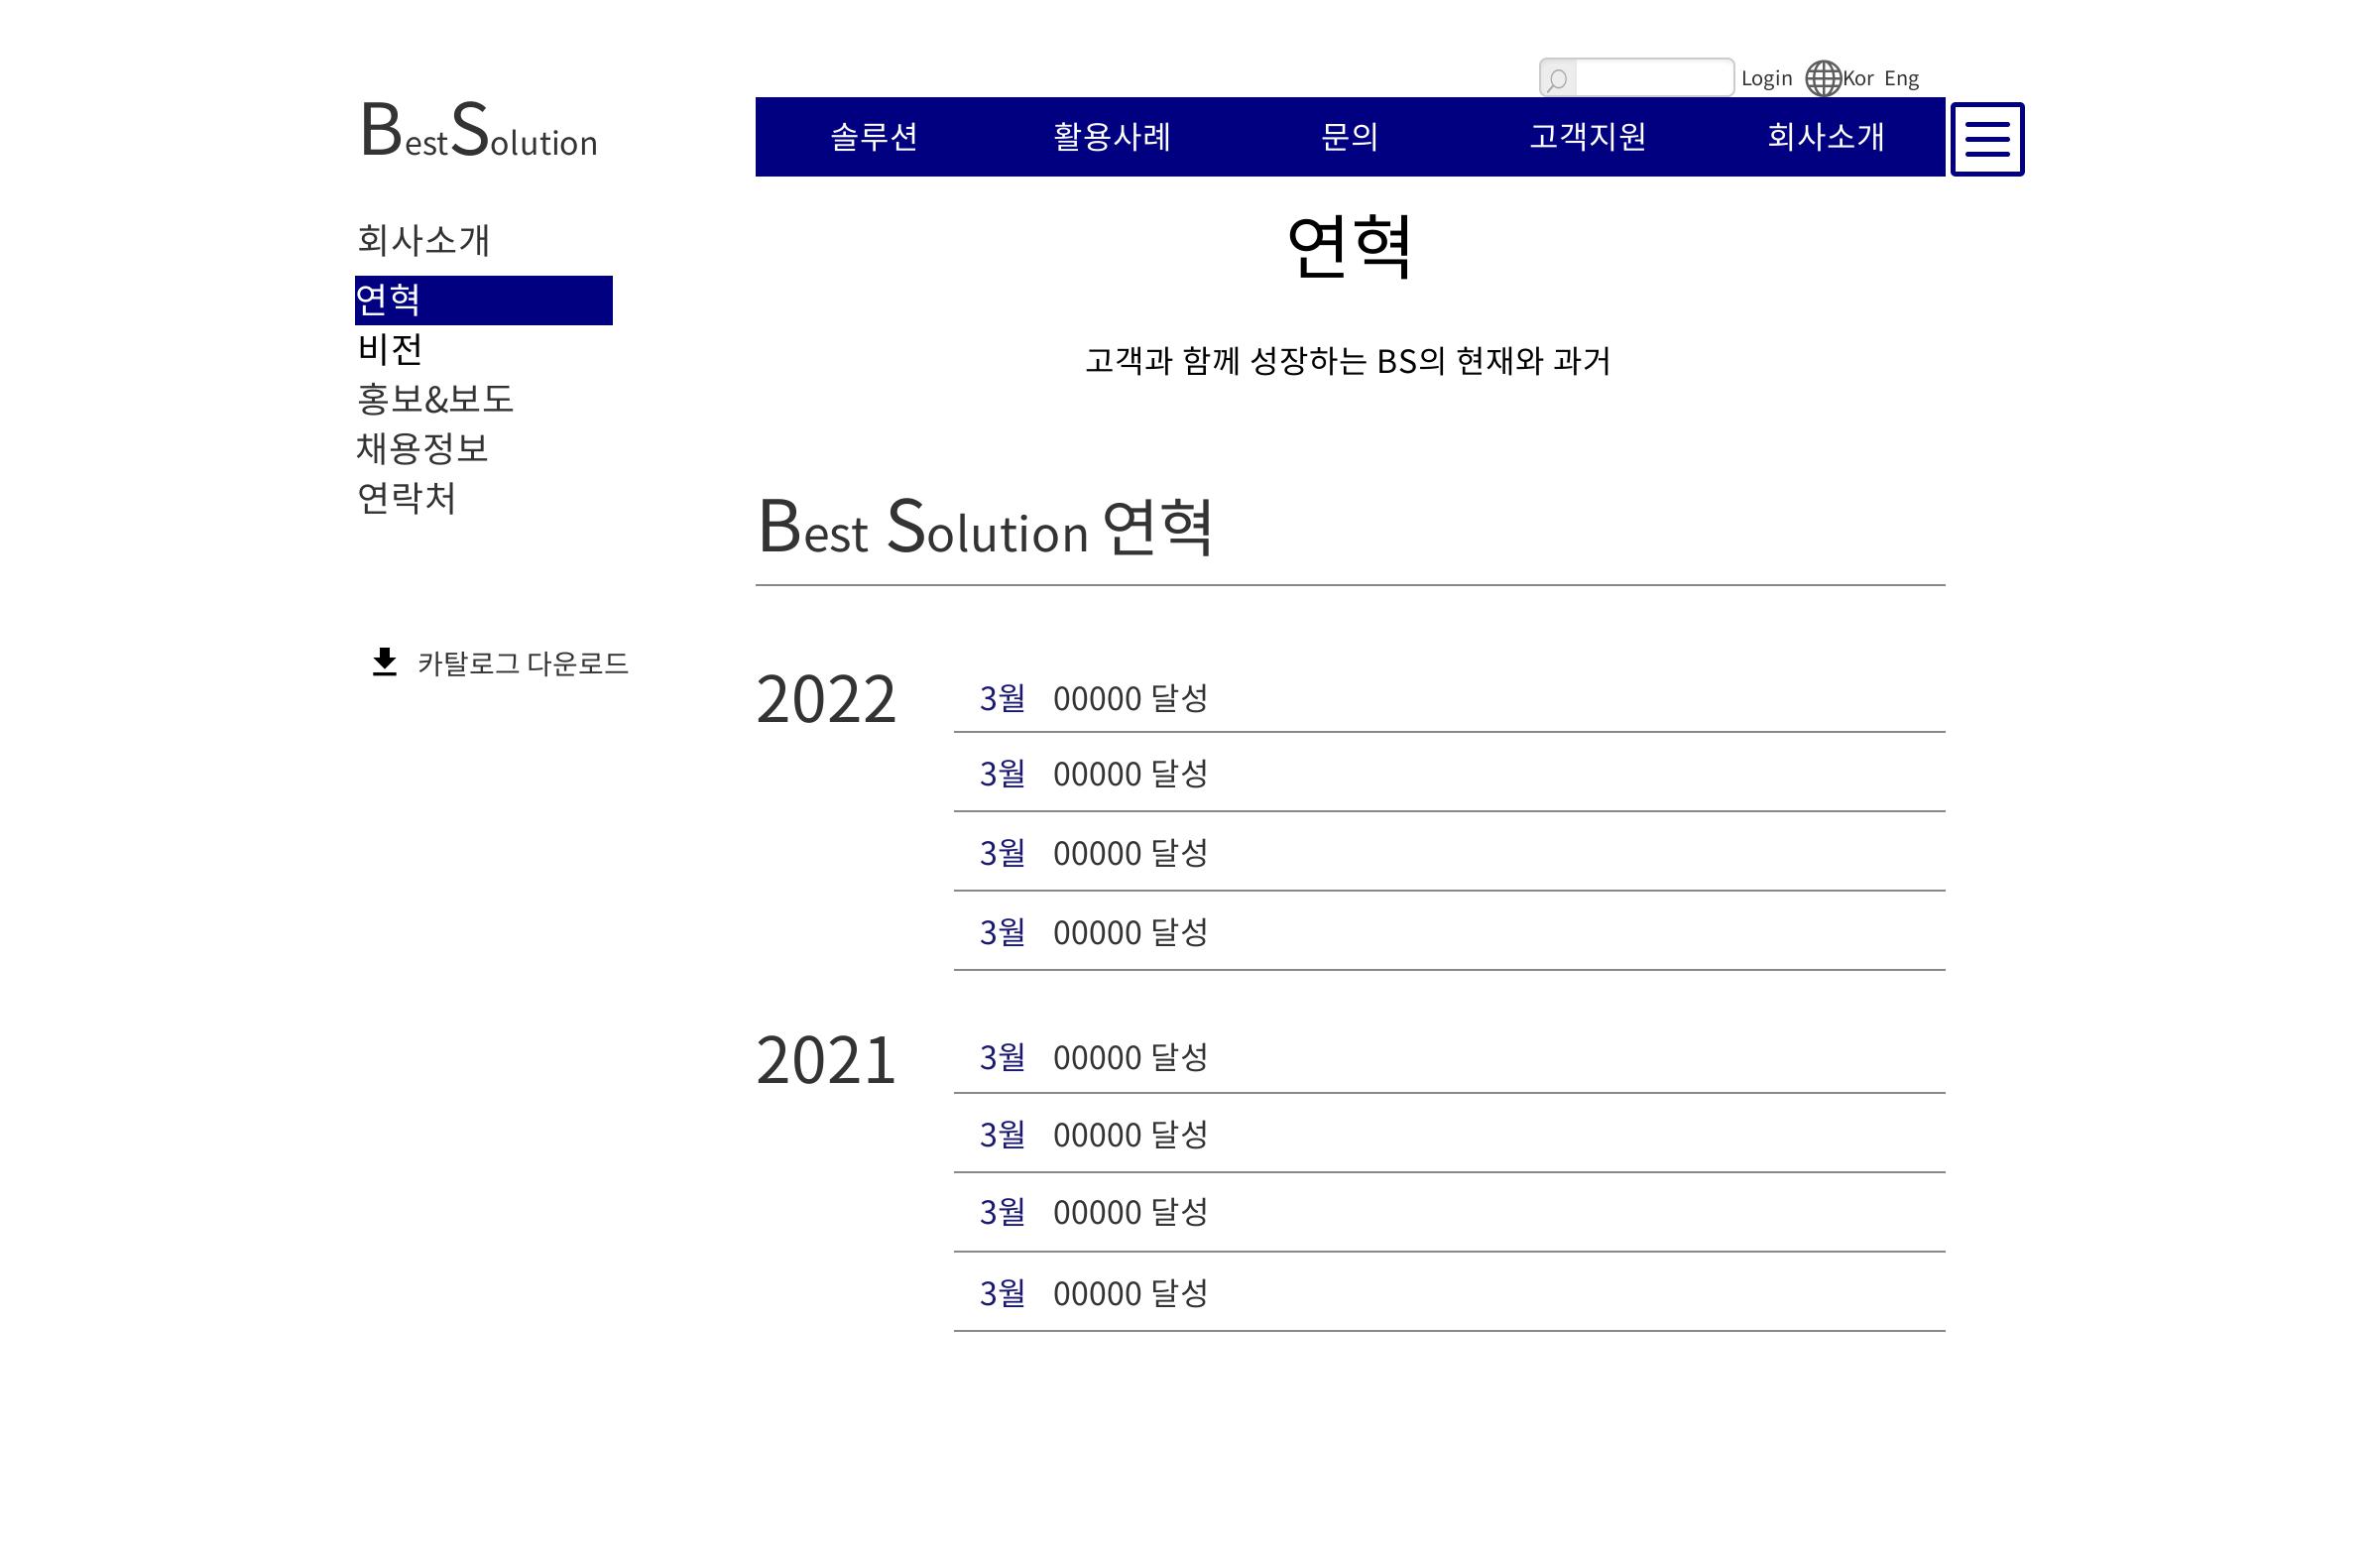 Login Kor Eng
BestSolution
솔루션 활용사례 문의 고객지원 회사소개
회사소개
연혁
비전
홍보&보도
채용정보
연락처
카탈로그 다운로드
연혁
고객과 함께 성장하는 BS의 현재와 과거
Best Solution 연혁
2022
3월 00000 달성
3월 00000 달성
3월 00000 달성
3월 00000 달성
2021
3월 00000 달성
3월 00000 달성
3월 00000 달성
3월 00000 달성